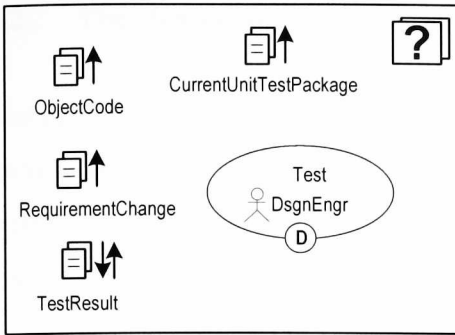 ?
ObjectCode
CurrentUnitTestPackage
RequirementChange
Test
DsgnEngr
D
TestResult